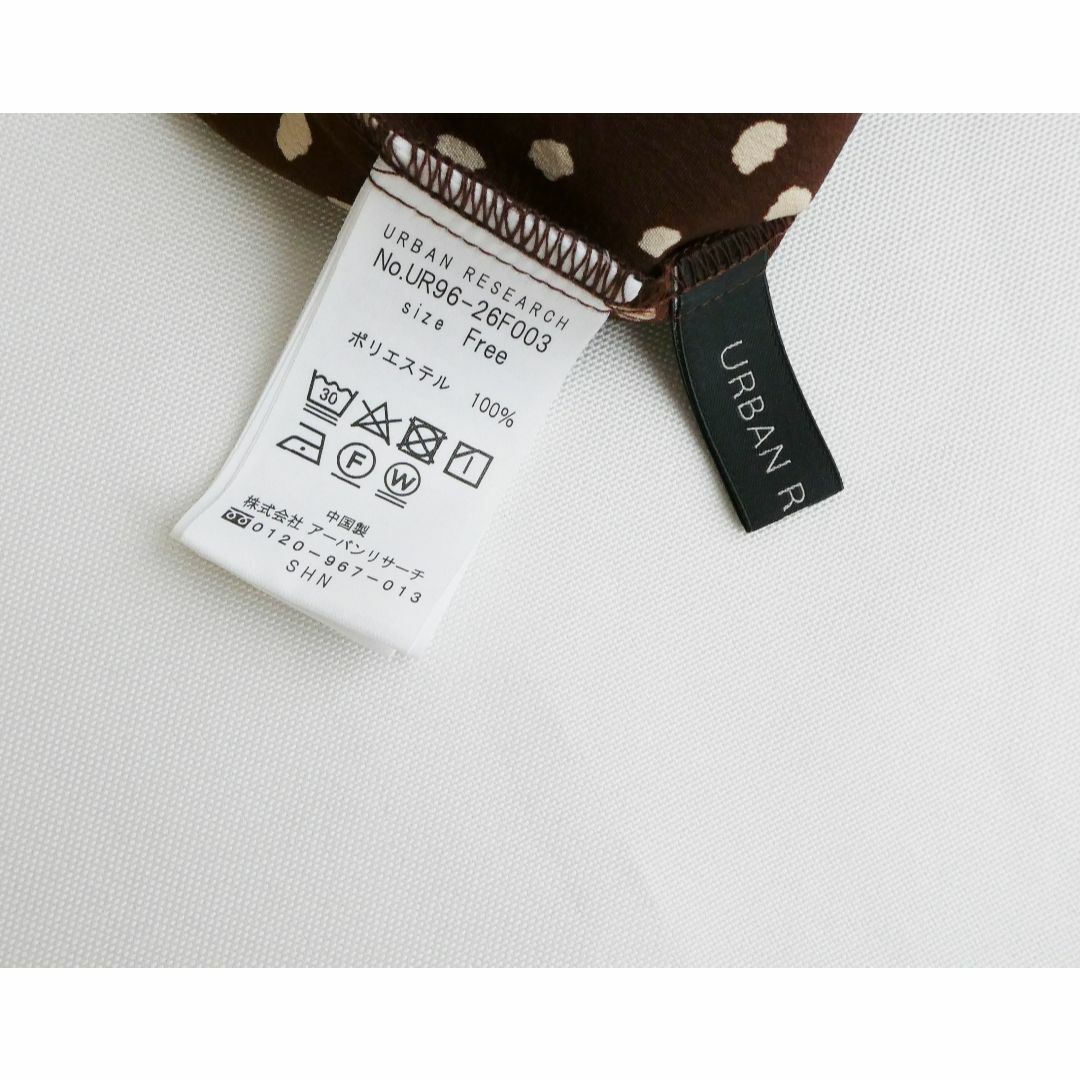 URBAN RESEARCH
No.UR96-26F003
size Free
ポリエステル 100%
30
F W
中国製
株式会社 アーバンリサーチ
0120-967-013
SHN
URBAN R